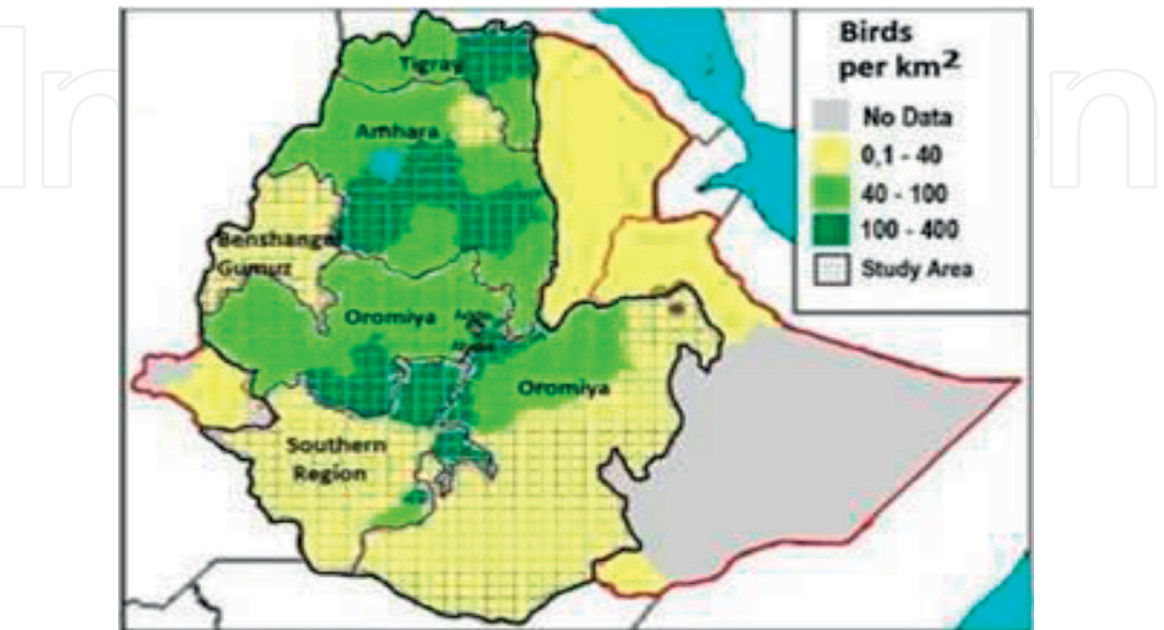 Birds
per km²
No Data
0,1 - 40
40 - 100
100 - 400
Study Area
Tigray
Amhara
Benshangul
Gumuz
Oromiya
Oromiya
Southern
Region